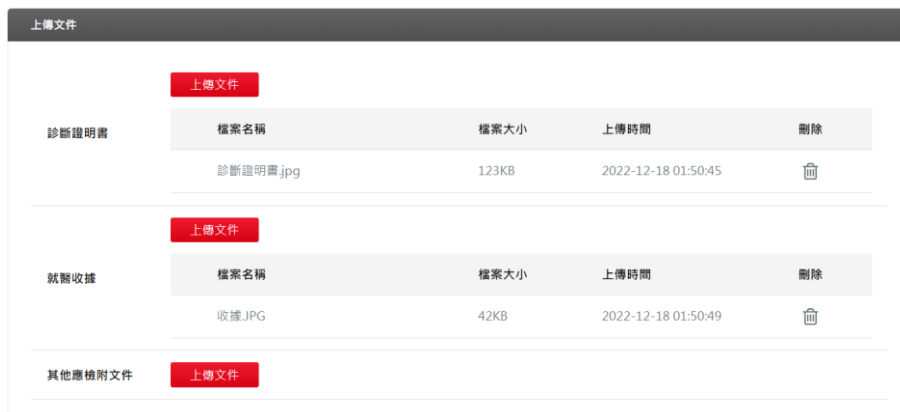 上傳文件
上傳文件
診斷證明書
檔案名稱 檔案大小 上傳時間 刪除
診斷證明書.jpg 123KB 2022-12-18 01:50:45
上傳文件
就醫收據
檔案名稱 檔案大小 上傳時間 刪除
收據.JPG 42KB 2022-12-18 01:50:49
其他應檢附文件 上傳文件